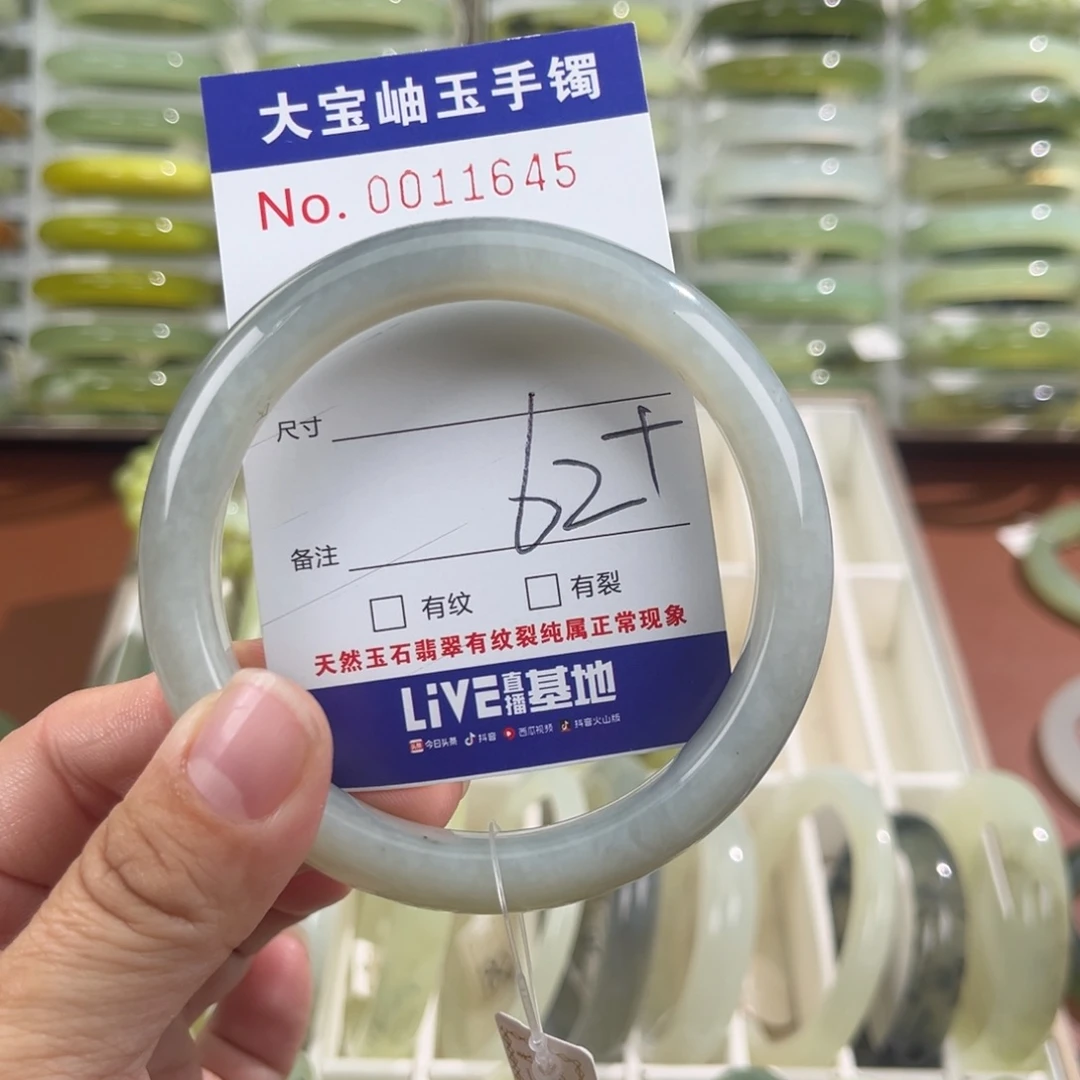 大宝岫玉手镯
No. 0011645
尺寸
62+
备注
有纹 有裂
天然玉石翡翠有纹裂纯属正常现象
LiVE直播基地
今日头条 抖音 西瓜视频 抖音火山版